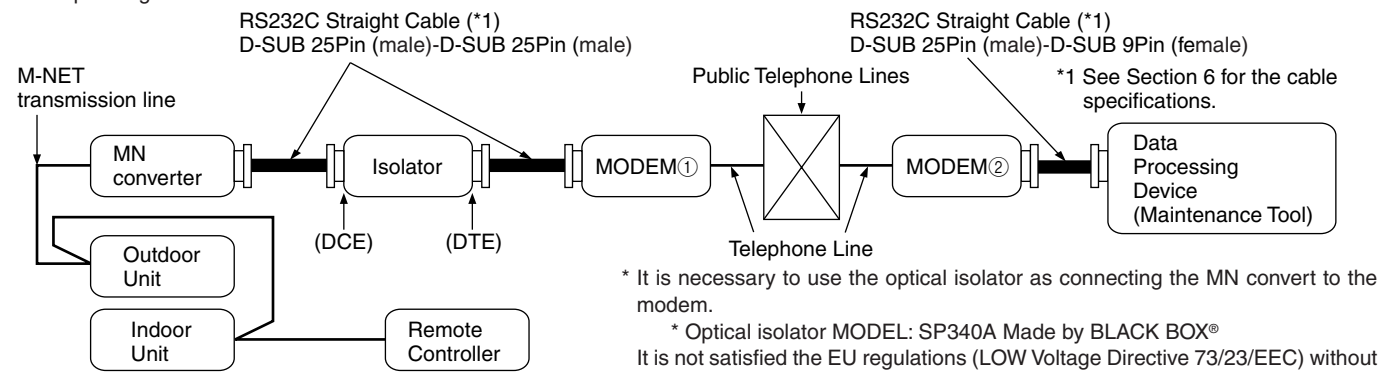 RS232C Straight Cable (*1)
D-SUB 25Pin (male)-D-SUB 25Pin (male)
RS232C Straight Cable (*1)
D-SUB 25Pin (male)-D-SUB 9Pin (female)
M-NET
transmission line
Public Telephone Lines
*1 See Section 6 for the cable
specifications.
MN
converter
Isolator
MODEM①
MODEM②
Data
Processing
Device
(Maintenance Tool)
(DCE)
(DTE)
Telephone Line
Outdoor
Unit
Indoor
Unit
Remote
Controller
* It is necessary to use the optical isolator as connecting the MN convert to the
modem.
* Optical isolator MODEL: SP340A Made by BLACK BOX®
It is not satisfied the EU regulations (LOW Voltage Directive 73/23/EEC) without